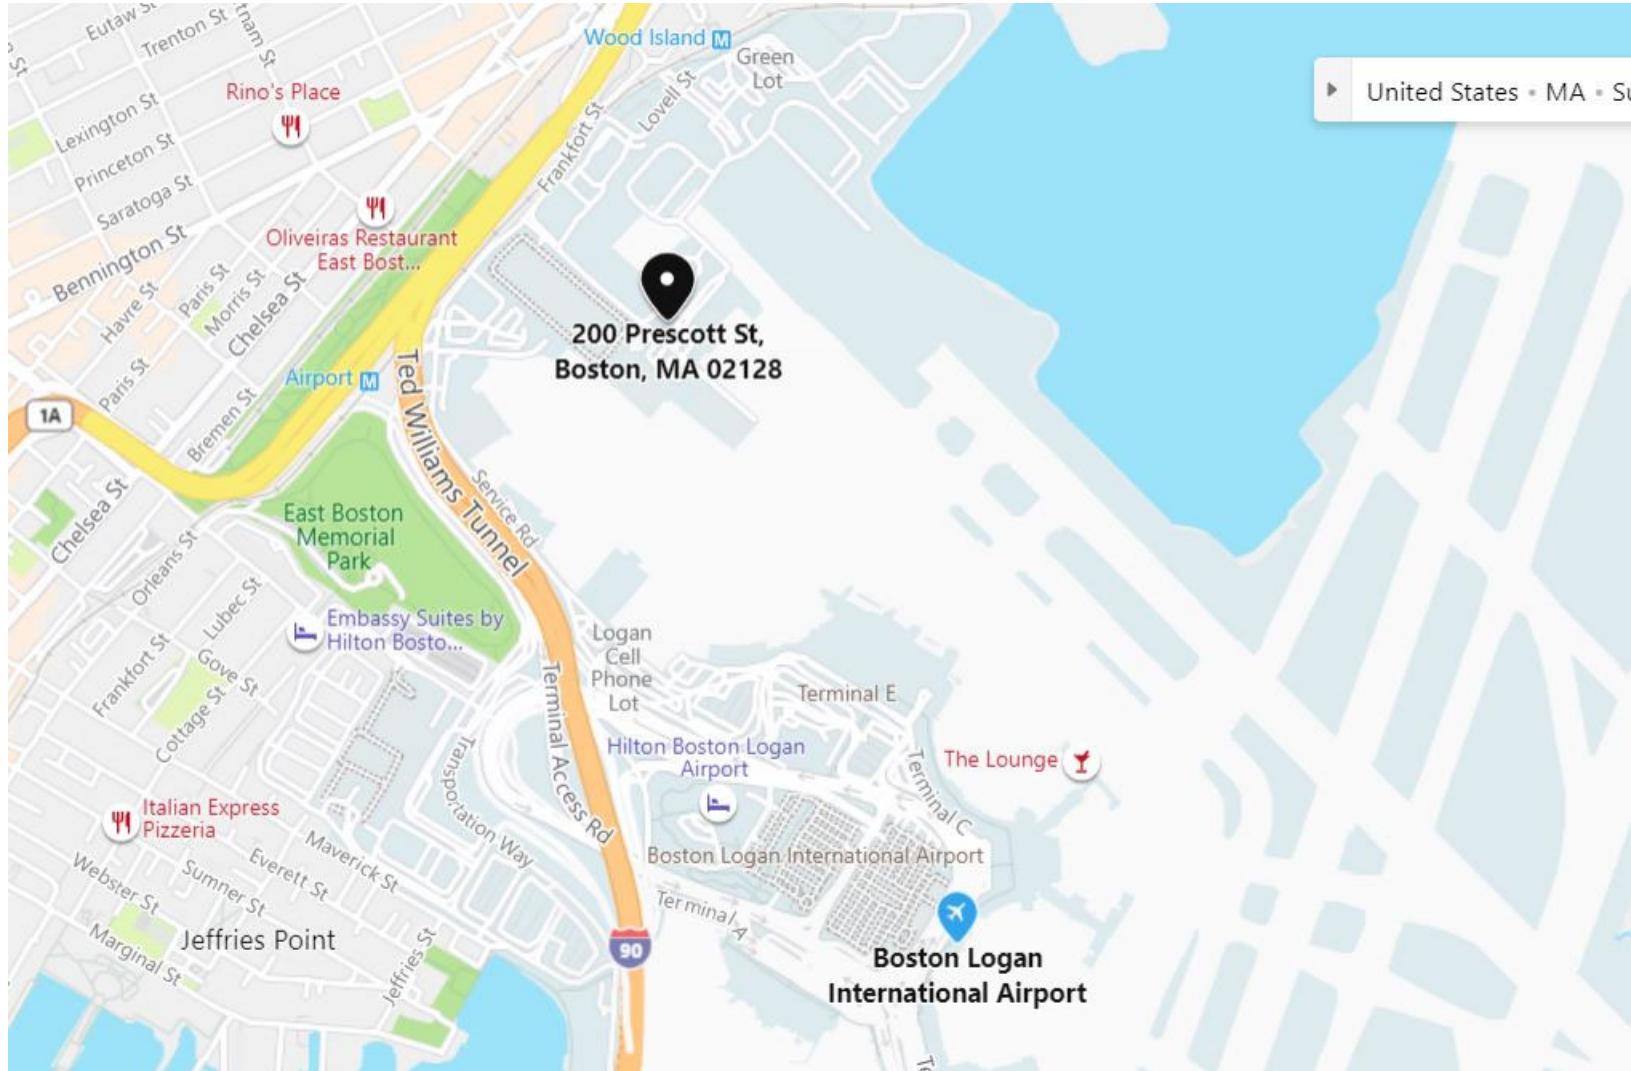 Eutaw St
Trenton St
tnam St
St
Wood Island M
Green
Lot
Rino's Place
Lovell St
United States • MA • Su
Lexington St
Princeton St
Frankfort St
Saratoga St
Oliveiras Restaurant
East Bost...
Bennington St
Paris St
Morris St
Havre St
Chelsea St
200 Prescott St,
Boston, MA 02128
Paris St
Airport M
Ted Williams Tunnel
1A
Bremen St
Service Rd
Chelsea St
East Boston
Memorial
Park
Orleans St
Lubec St
Embassy Suites by
Hilton Bosto...
Logan
Cell
Phone
Lot
Frankfort St
Gove St
Cottage St
Terminal E
Terminal Access Rd
Transportation Way
Hilton Boston Logan
Airport
The Lounge
Terminal C
Italian Express
Pizzeria
Maverick St
Everett St
Sumner St
Webster St
Boston Logan International Airport
Terminal A
Jeffries Point
Marginal St
Jeffries St
90
Boston Logan
International Airport
Te